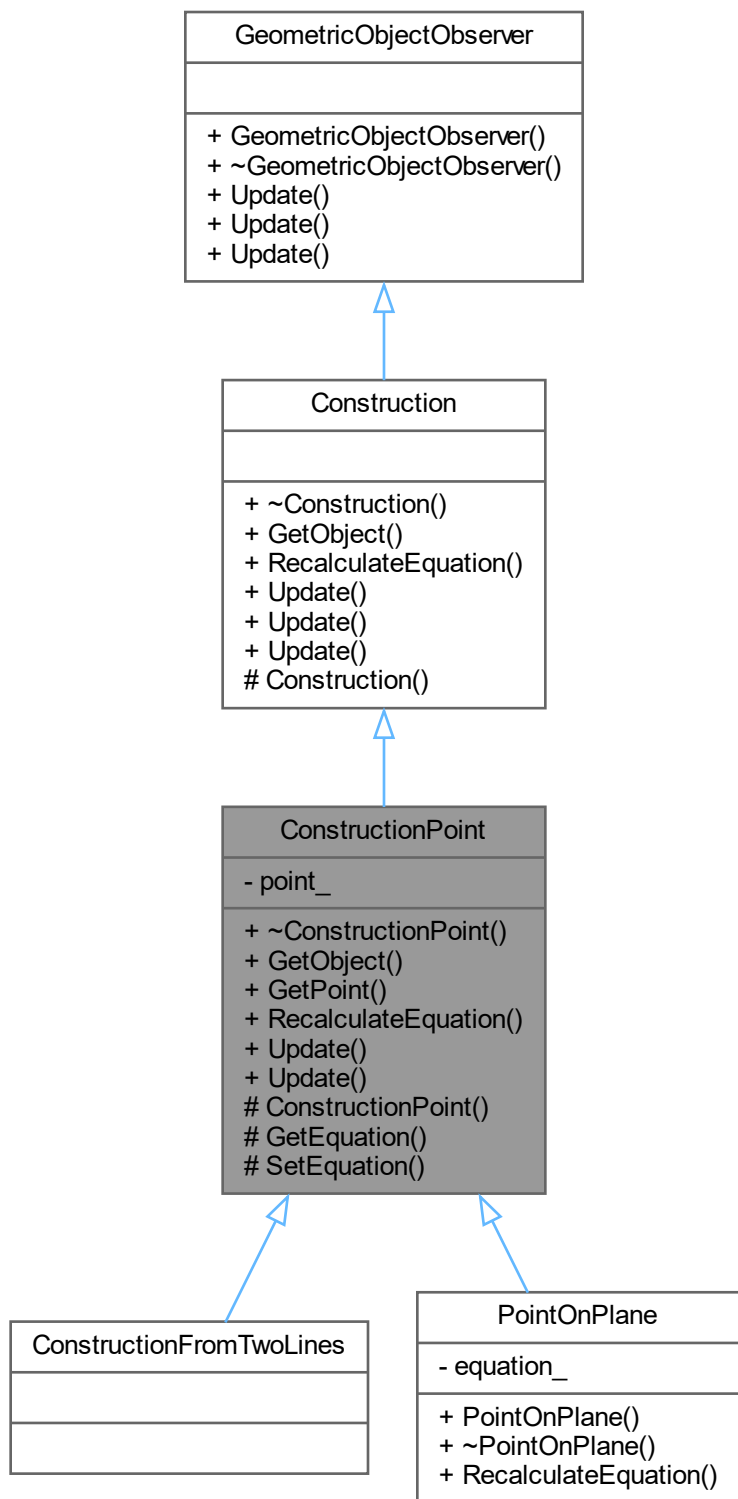 GeometricObjectObserver
+ GeometricObjectObserver()
+ ~GeometricObjectObserver()
+ Update()
+ Update()
+ Update()
Construction
+ ~Construction()
+ GetObject()
+ RecalculateEquation()
+ Update()
+ Update()
+ Update()
# Construction()
ConstructionPoint
- point_
+ ~ConstructionPoint()
+ GetObject()
+ GetPoint()
+ RecalculateEquation()
+ Update()
+ Update()
# ConstructionPoint()
# GetEquation()
# SetEquation()
ConstructionFromTwoLines
PointOnPlane
- equation_
+ PointOnPlane()
+ ~PointOnPlane()
+ RecalculateEquation()